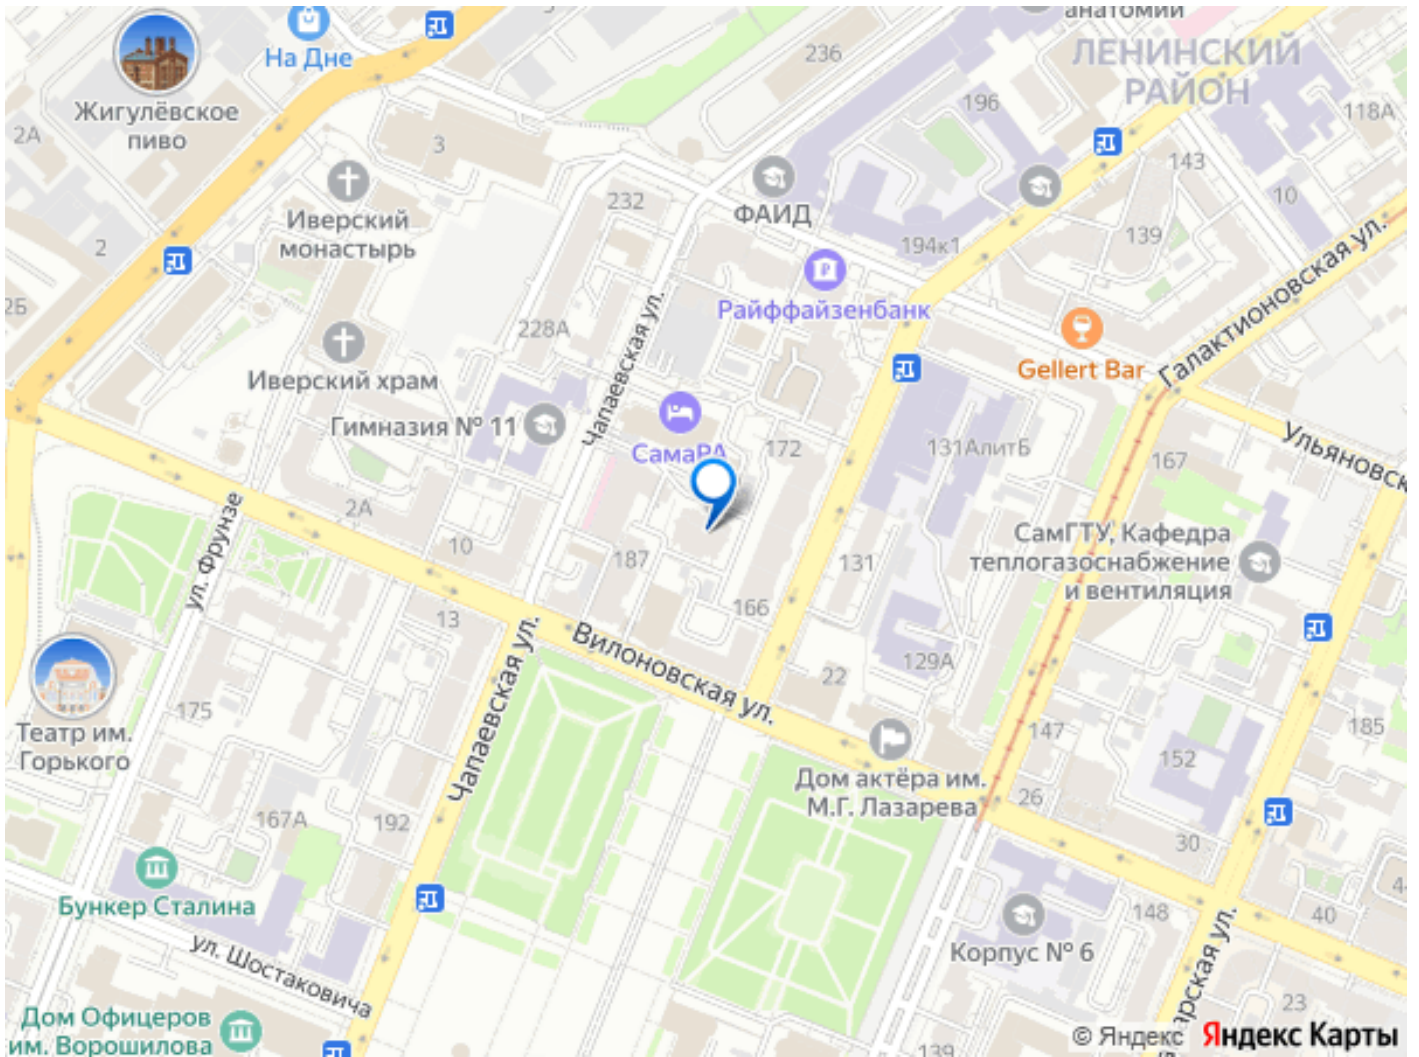 анатомии
На Дне
236
ЛЕНИНСКИЙ
РАЙОН
Жигулёвское
пиво
2А
3
196
118А
143
10
232
ФАИД
Иверский
монастырь
2
194к1
139
Галактионовская ул.
Райффайзенбанк
228А
Чапаевская ул.
Gellert Bar
Иверский храм
Гимназия № 11
СамаРА
172
131АлитБ
167
Ульяновск
2А
ул. Фрунзе
10
187
131
СамГТУ, Кафедра
теплогазоснабжение
и вентиляция
166
13
Вилоновская ул.
129А
22
Чапаевская ул.
175
Театр им.
Горького
147
185
152
Дом актёра им.
М.Г. Лазарева
26
167А
192
30
Бункер Сталина
148
40
Корпус № 6
ул. Шостаковича
арская ул.
23
Дом Офицеров
им. Ворошилова
139
© Яндекс Яндекс Карты